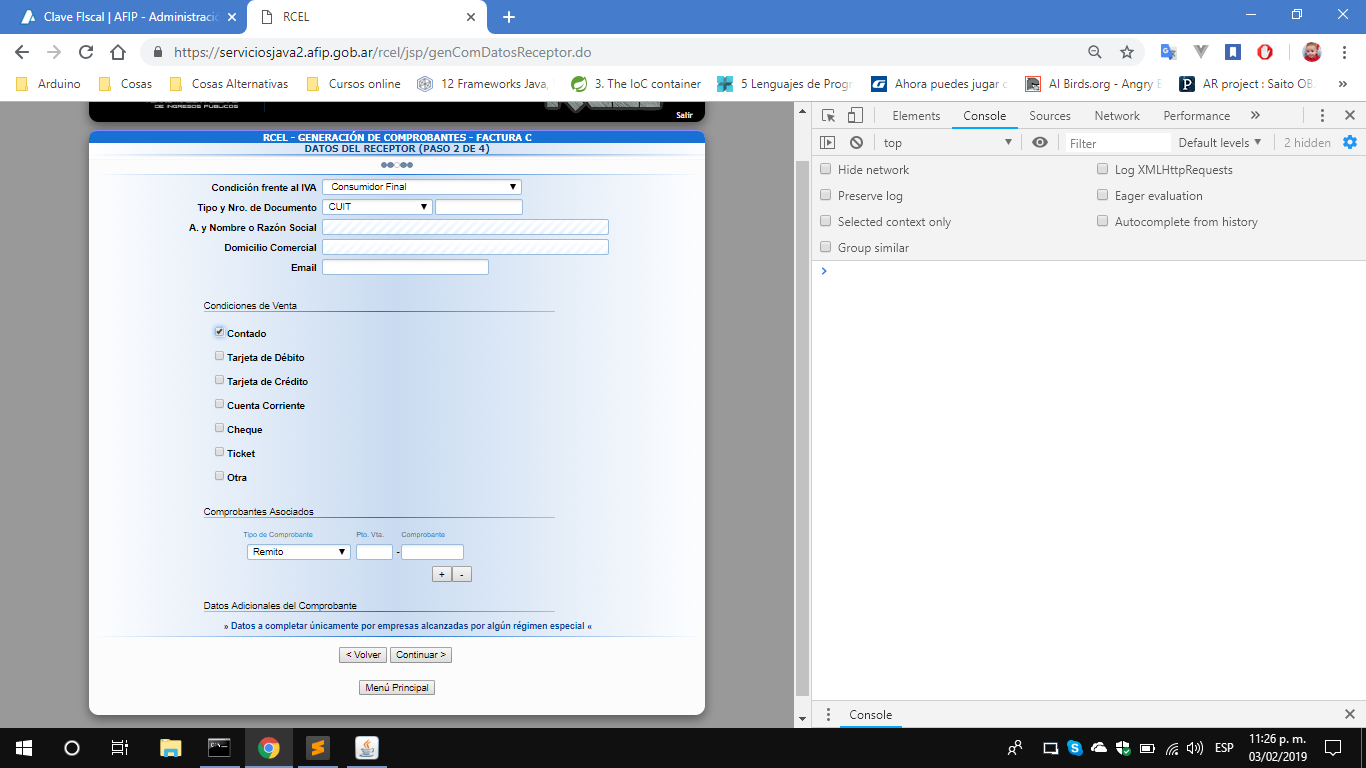 Clave FIscal | AFIP - Administració
RCEL
https://serviciosjava2.afip.gob.ar/rcel/jsp/genComDatosReceptor.do
Arduino
Cosas
Cosas Alternativas
Cursos online
12 Frameworks Java,
3. The IoC container
5 Lenguajes de Progr
Ahora puedes jugar c
AI Birds.org - Angry B
AR project : Saito OB.
DE INGRESOS PUBLICOS
Salir
RCEL - GENERACIÓN DE COMPROBANTES - FACTURA C
DATOS DEL RECEPTOR (PASO 2 DE 4)
Condición frente al IVA
Consumidor Final
Tipo y Nro. de Documento
CUIT
A. y Nombre o Razón Social
Domicilio Comercial
Email
Condiciones de Venta
Contado
Tarjeta de Débito
Tarjeta de Crédito
Cuenta Corriente
Cheque
Ticket
Otra
Comprobantes Asociados
Tipo de Comprobante Pto. Vta. Comprobante
Remito -
+ -
Datos Adicionales del Comprobante
» Datos a completar únicamente por empresas alcanzadas por algún régimen especial «
< Volver
Continuar >
Menú Principal
Elements Console Sources Network Performance »
top
Filter
Default levels
2 hidden
Hide network
Log XMLHttpRequests
Preserve log
Eager evaluation
Selected context only
Autocomplete from history
Group similar
Console
ESP
11:26 p. m.
03/02/2019